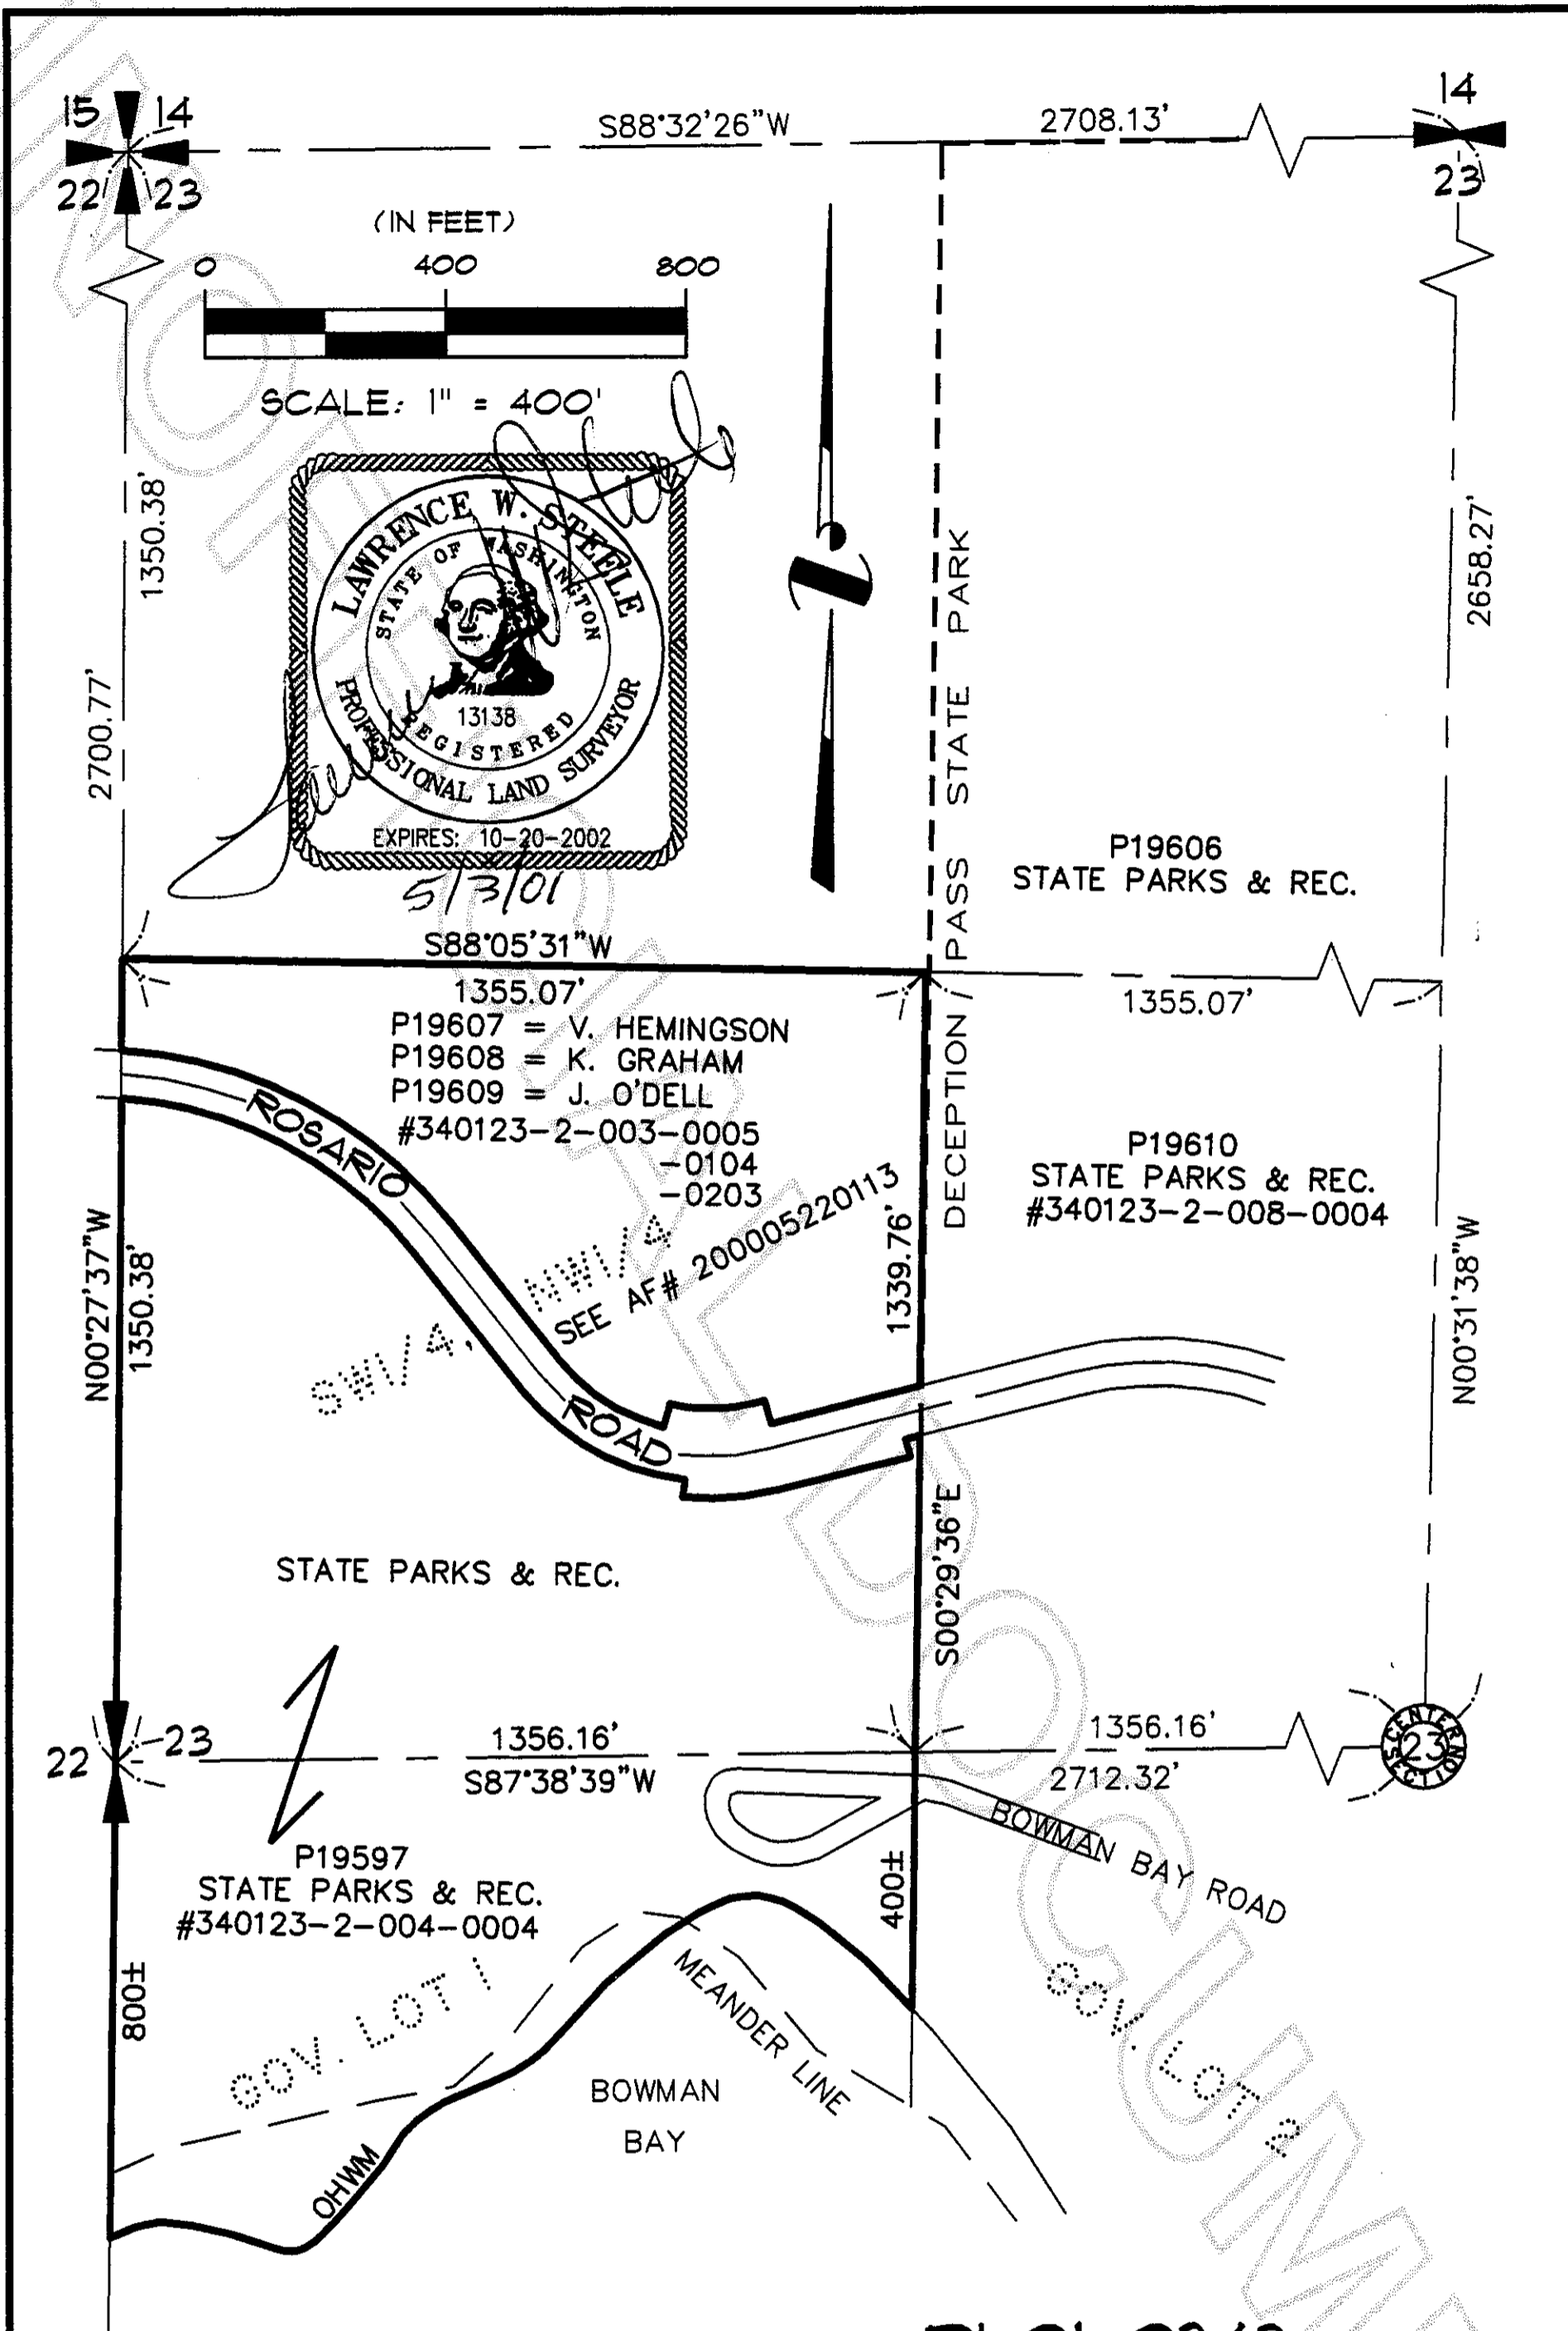 15 14
22 23
S88°32'26"W 2708.13'
14
23
(IN FEET)
0 400 800
SCALE: 1" = 400'
LAWRENCE W. STEELE
STATE OF WASHINGTON
13138
REGISTERED
PROFESSIONAL LAND SURVEYOR
EXPIRES: 10-20-2002
5/3/01
1350.38'
2700.77'
2658.27'
DECEPTION PASS STATE PARK
P19606
STATE PARKS & REC.
S88°05'31"W
1355.07'
1355.07'
P19607 = V. HEMINGSON
P19608 = K. GRAHAM
P19609 = J. O'DELL
#340123-2-003-0005
-0104
-0203
P19610
STATE PARKS & REC.
#340123-2-008-0004
ROSARIO ROAD
SW1/4, NW1/4
SEE AF# 200005220113
1339.76'
N00°27'37"W
1350.38'
N00°31'38"W
S00°29'36"E
STATE PARKS & REC.
22 23
1356.16'
S87°38'39"W
1356.16'
2712.32'
CENTER NO.
23
SECTION
BOWMAN BAY ROAD
P19597
STATE PARKS & REC.
#340123-2-004-0004
400±
800±
GOV. LOT 1
GOV. LOT 2
MEANDER LINE
BOWMAN
BAY
OHWM